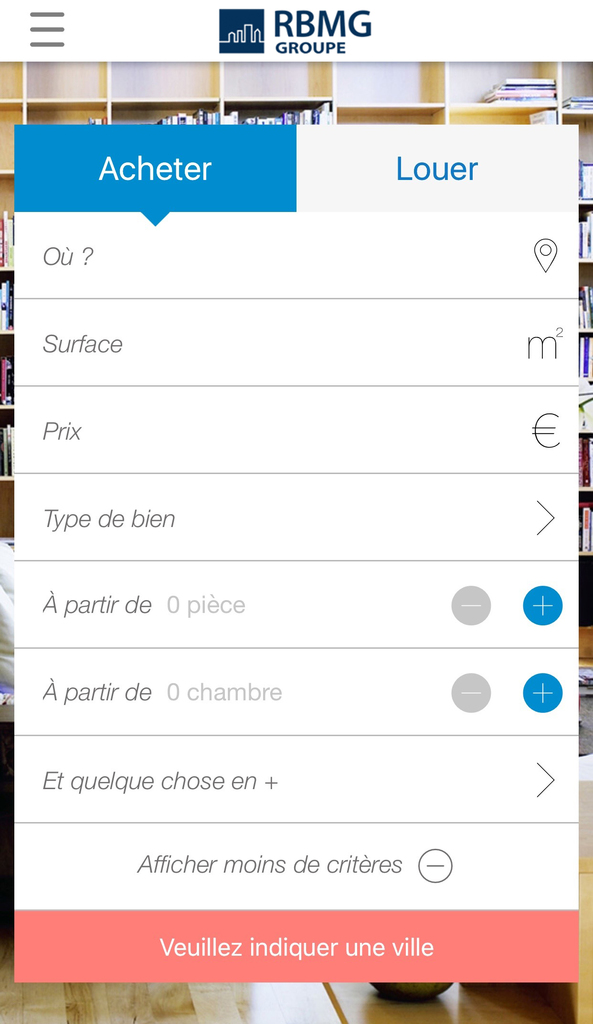 RBMG
GROUPE
Acheter
Louer
Où ?
Surface
m²
Prix
€
Type de bien
À partir de 0 pièce
À partir de 0 chambre
Et quelque chose en +
Afficher moins de critères
Veuillez indiquer une ville